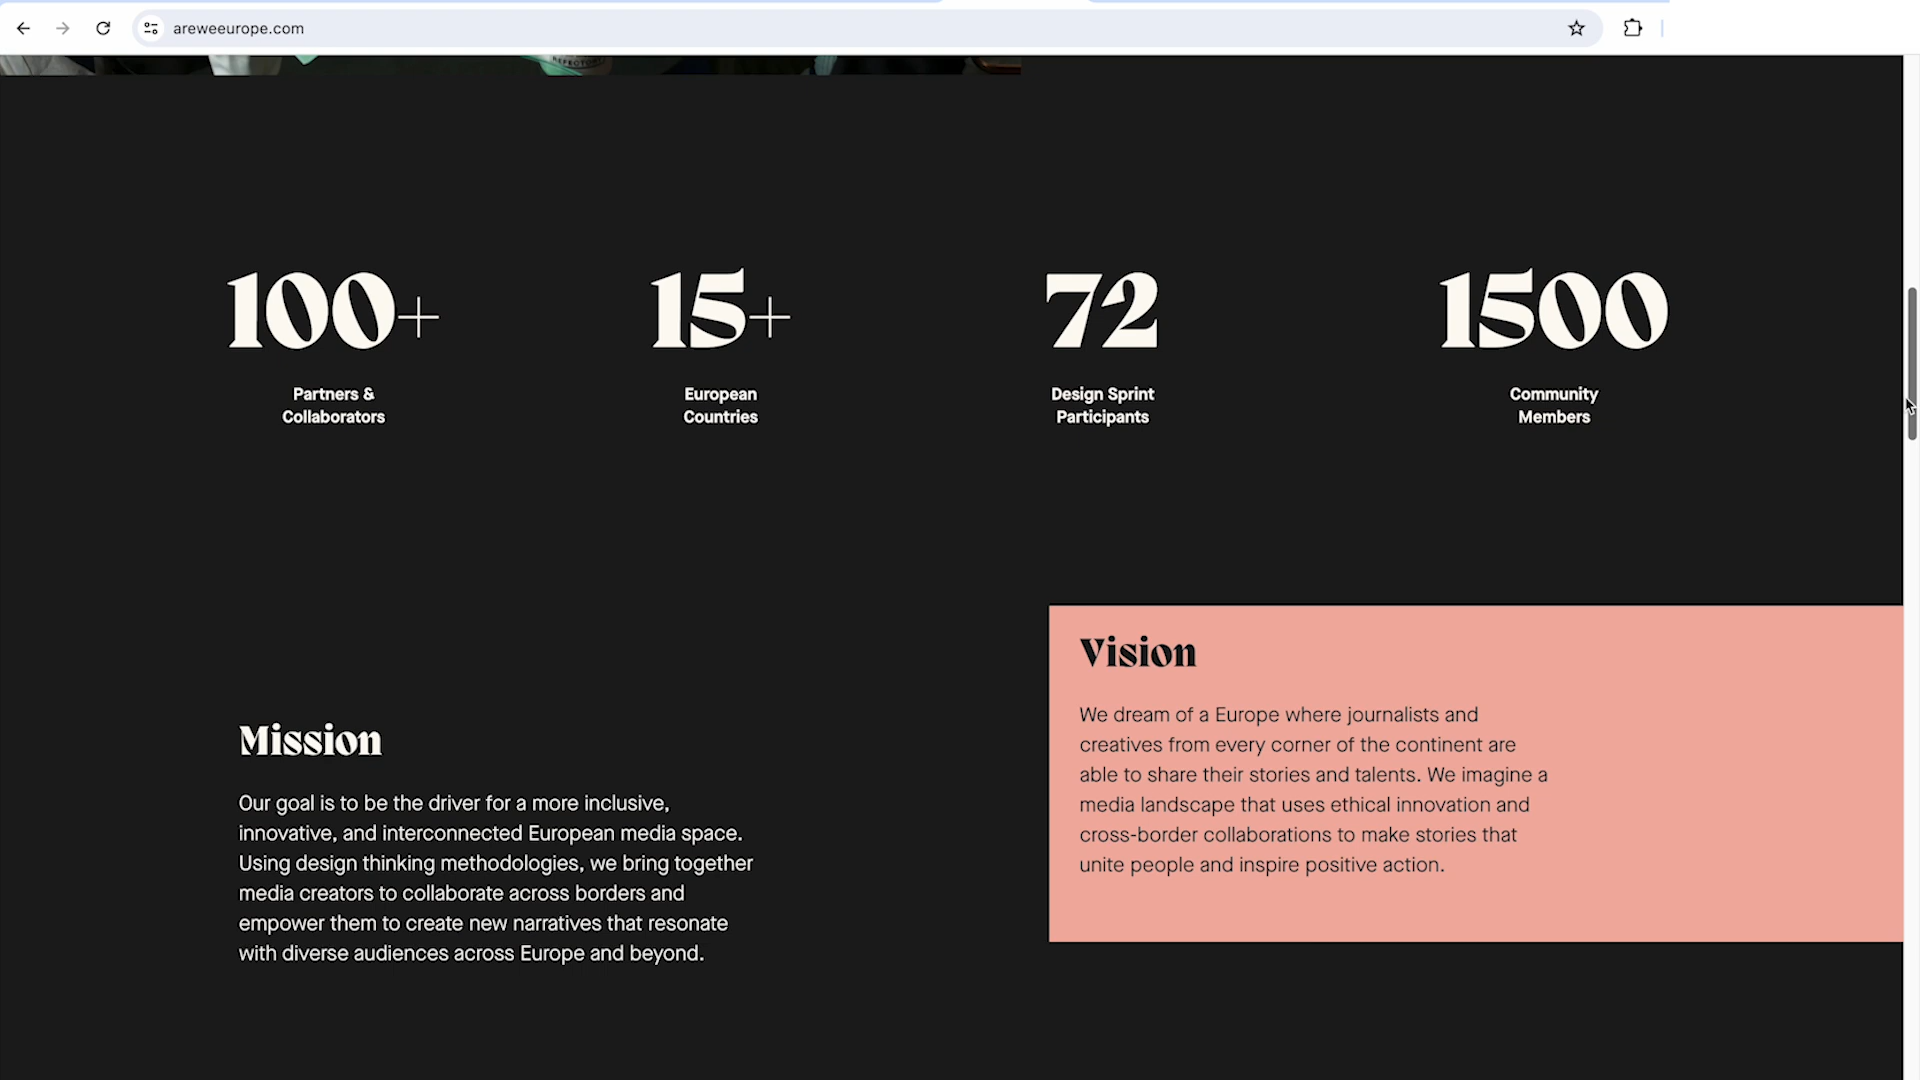 areweeurope.com
REFECTORY
100+
15+
72
1500
Partners &
Collaborators
European
Countries
Design Sprint
Participants
Community
Members
Vision
We dream of a Europe where journalists and
creatives from every corner of the continent are
able to share their stories and talents. We imagine a
media landscape that uses ethical innovation and
cross-border collaborations to make stories that
unite people and inspire positive action.
Mission
Our goal is to be the driver for a more inclusive,
innovative, and interconnected European media space.
Using design thinking methodologies, we bring together
media creators to collaborate across borders and
empower them to create new narratives that resonate
with diverse audiences across Europe and beyond.